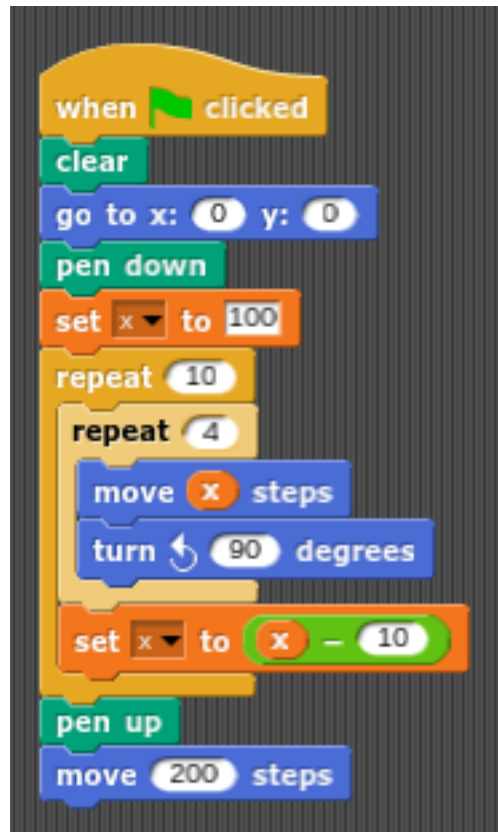 when clicked
clear
go to x: 0 y: 0
pen down
set x to 100
repeat 10
repeat 4
move x steps
turn 90 degrees
set x to x - 10
pen up
move 200 steps